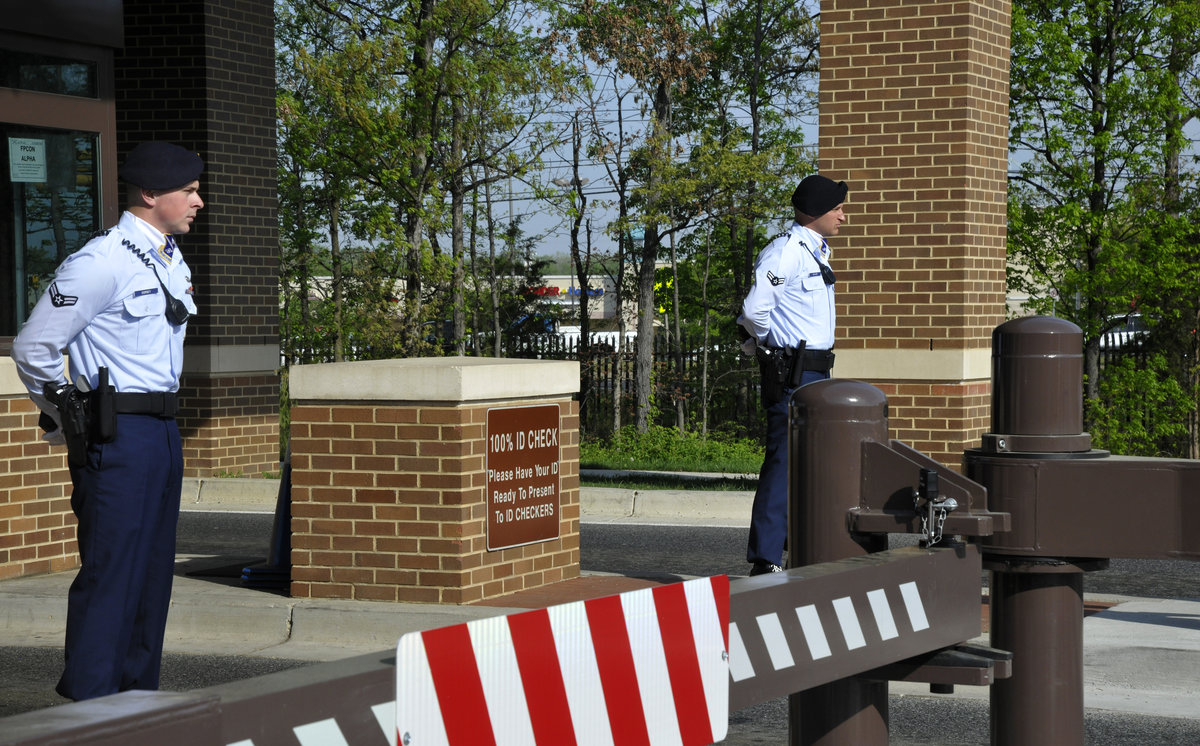 FPCON
ALPHA
100% ID CHECK
Please Have Your ID
Ready To Present
To ID CHECKERS